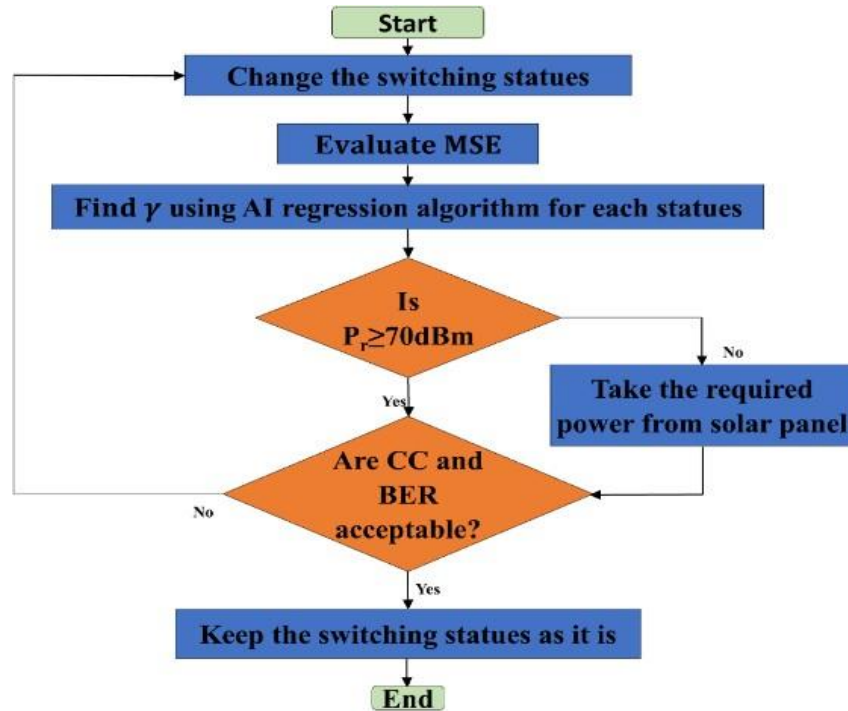 Start
Change the switching statues
Evaluate MSE
Find γ using AI regression algorithm for each statues
Is
Pᵣ≥70dBm
No
Take the required
power from solar panel
Yes
Are CC and
BER
acceptable?
No
Yes
Keep the switching statues as it is
End